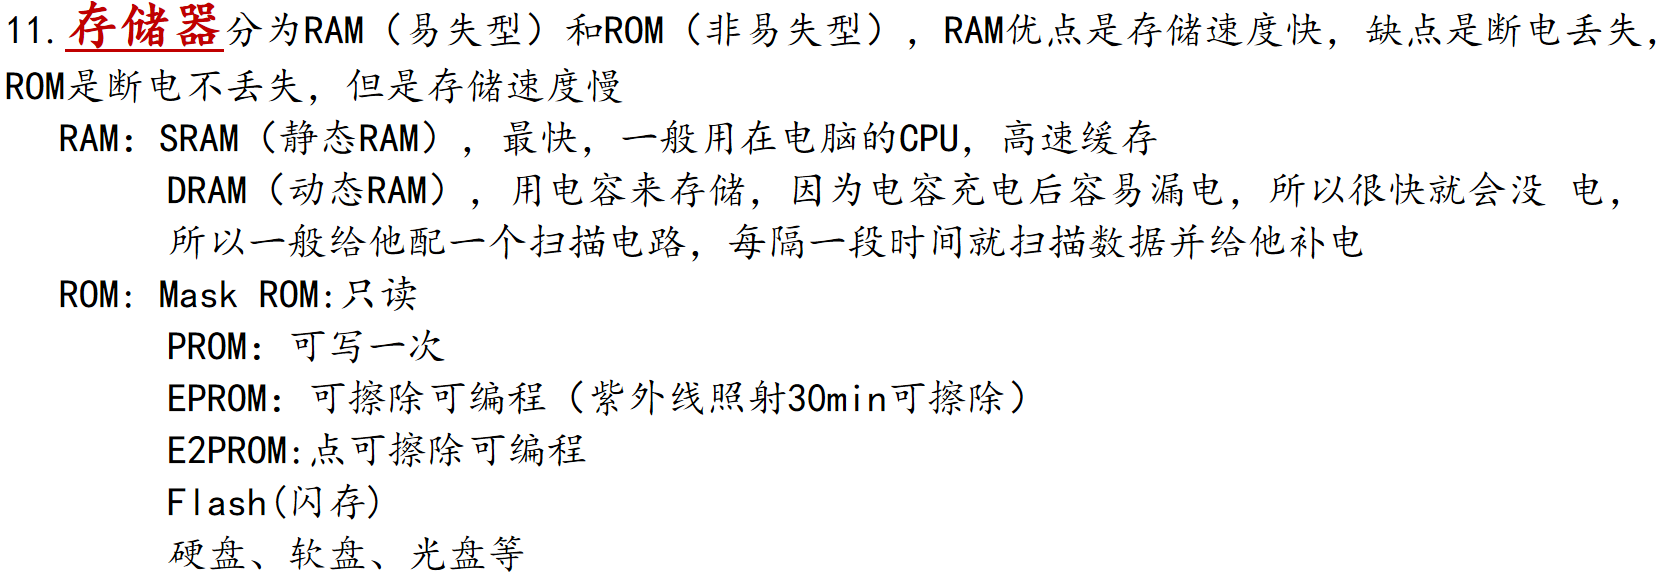 11.存储器分为RAM（易失型）和ROM（非易失型），RAM优点是存储速度快，缺点是断电丢失，
ROM是断电不丢失，但是存储速度慢
RAM：SRAM（静态RAM），最快，一般用在电脑的CPU，高速缓存
DRAM（动态RAM），用电容来存储，因为电容充电后容易漏电，所以很快就会没 电，
所以一般给他配一个扫描电路，每隔一段时间就扫描数据并给他补电
ROM：Mask ROM:只读
PROM：可写一次
EPROM：可擦除可编程（紫外线照射30min可擦除）
E2PROM:点可擦除可编程
Flash(闪存)
硬盘、软盘、光盘等